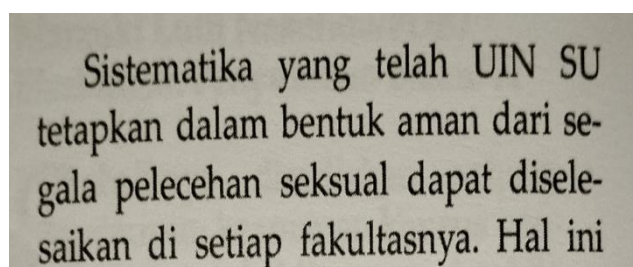 Sistematika yang telah UIN SU
tetapkan dalam bentuk aman dari se-
gala pelecehan seksual dapat disele-
saikan di setiap fakultasnya. Hal ini